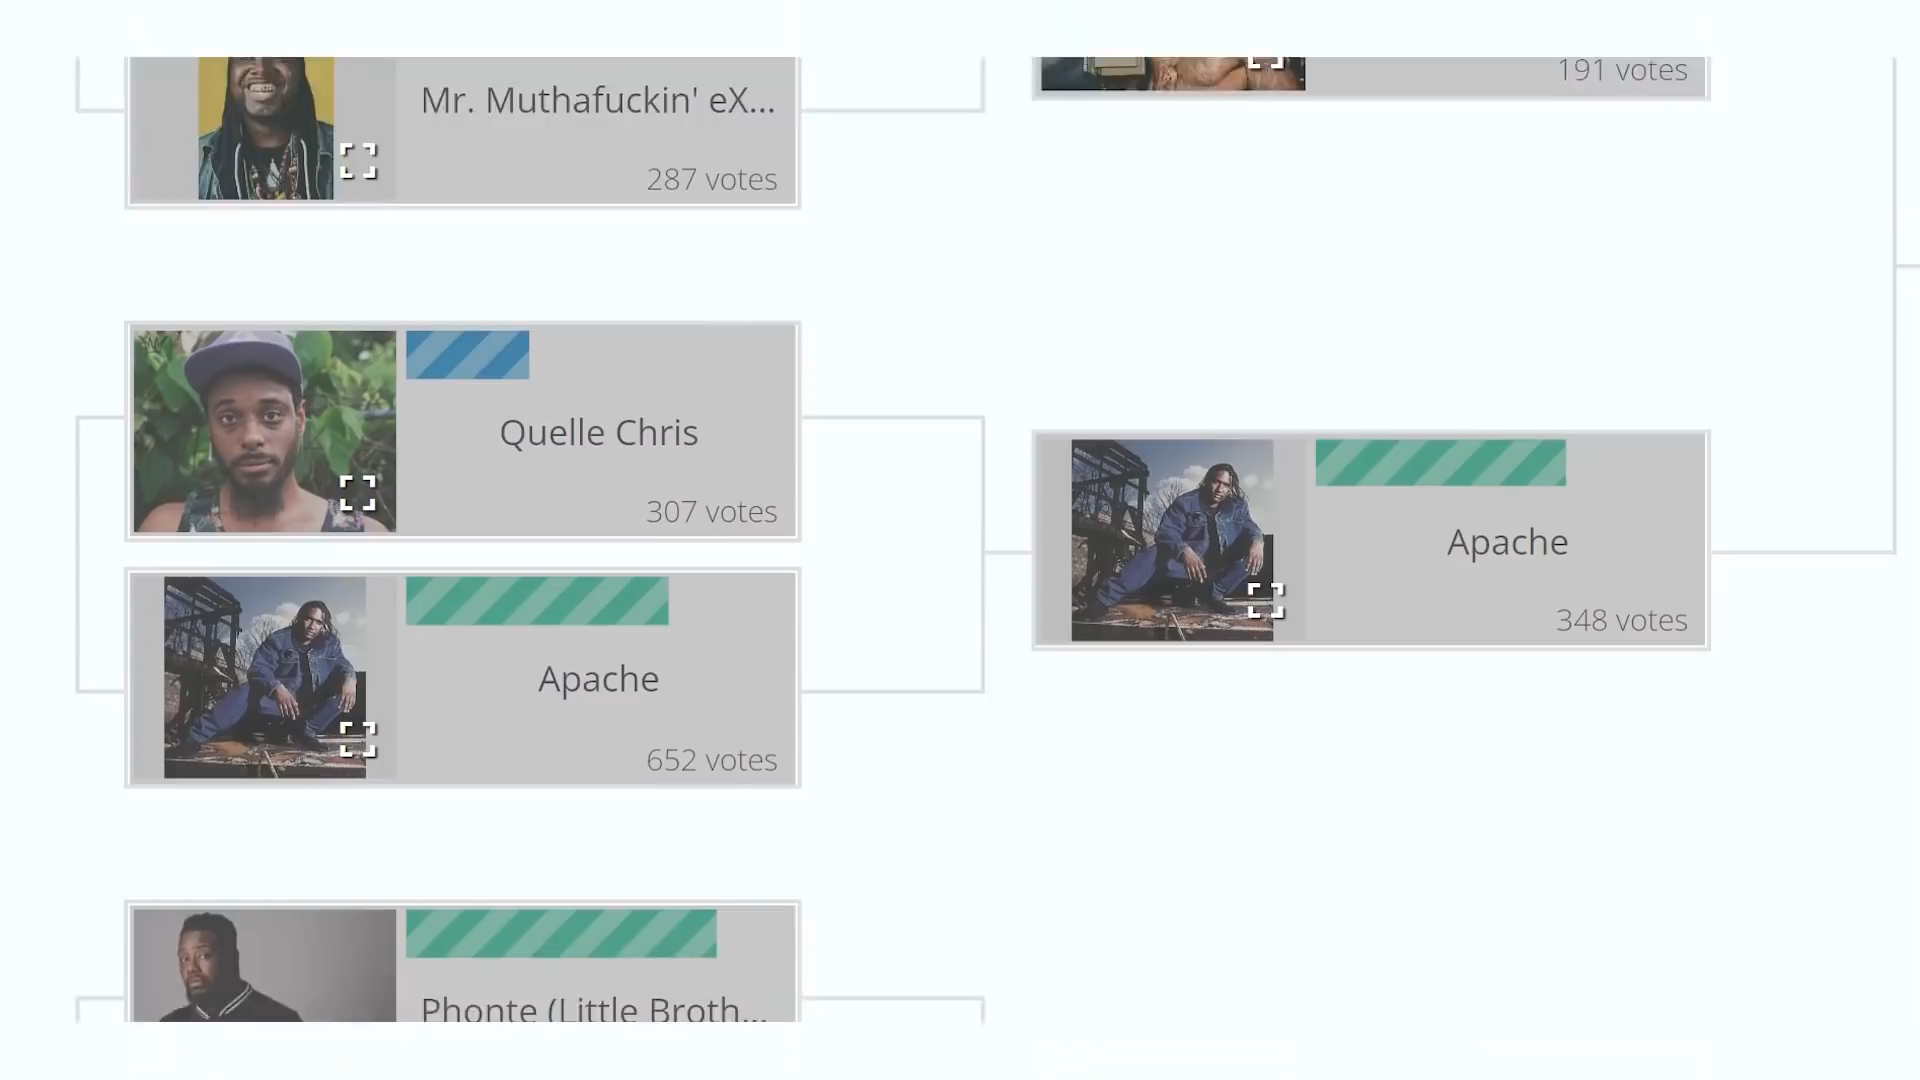 Mr. Muthafuckin' eX...
287 votes
191 votes
Quelle Chris
307 votes
Apache
652 votes
Apache
348 votes
Phonte (Little Broth...